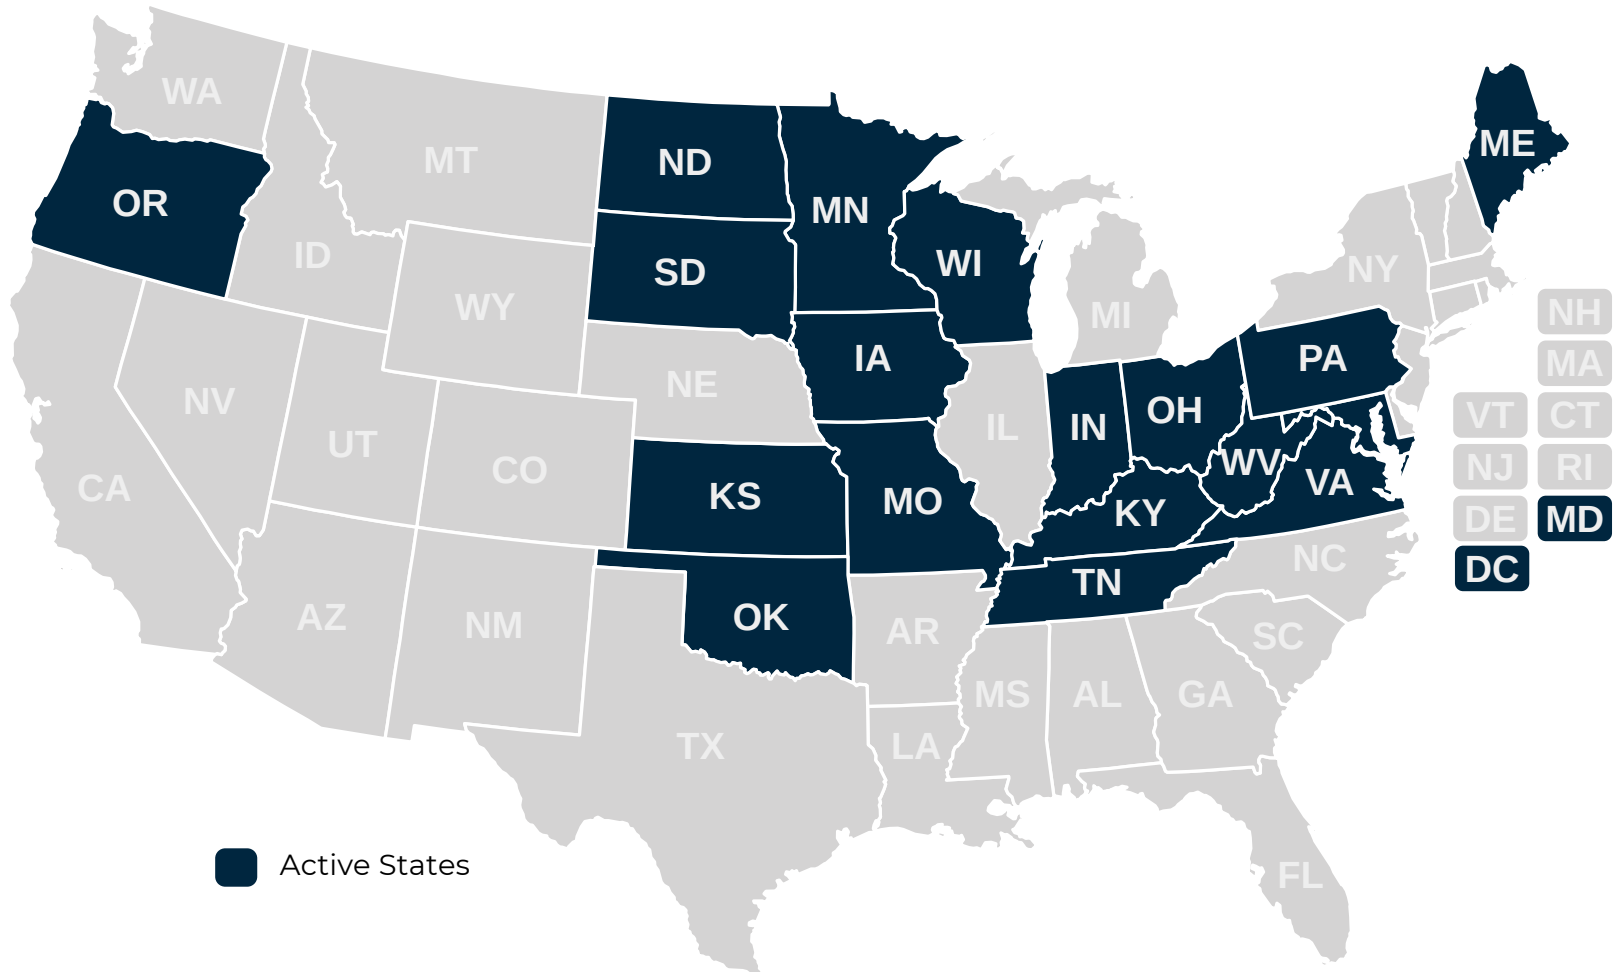 WA
MT
ND
ME
OR
MN
ID
SD
WI
NY
WY
MI
NH
IA
PA
MA
NV
NE
VT
CT
UT
IL
IN
OH
CA
CO
KS
MO
WV
VA
NJ
RI
KY
DE
MD
NC
DC
AZ
NM
OK
AR
TN
SC
MS
AL
GA
TX
LA
FL
Active States